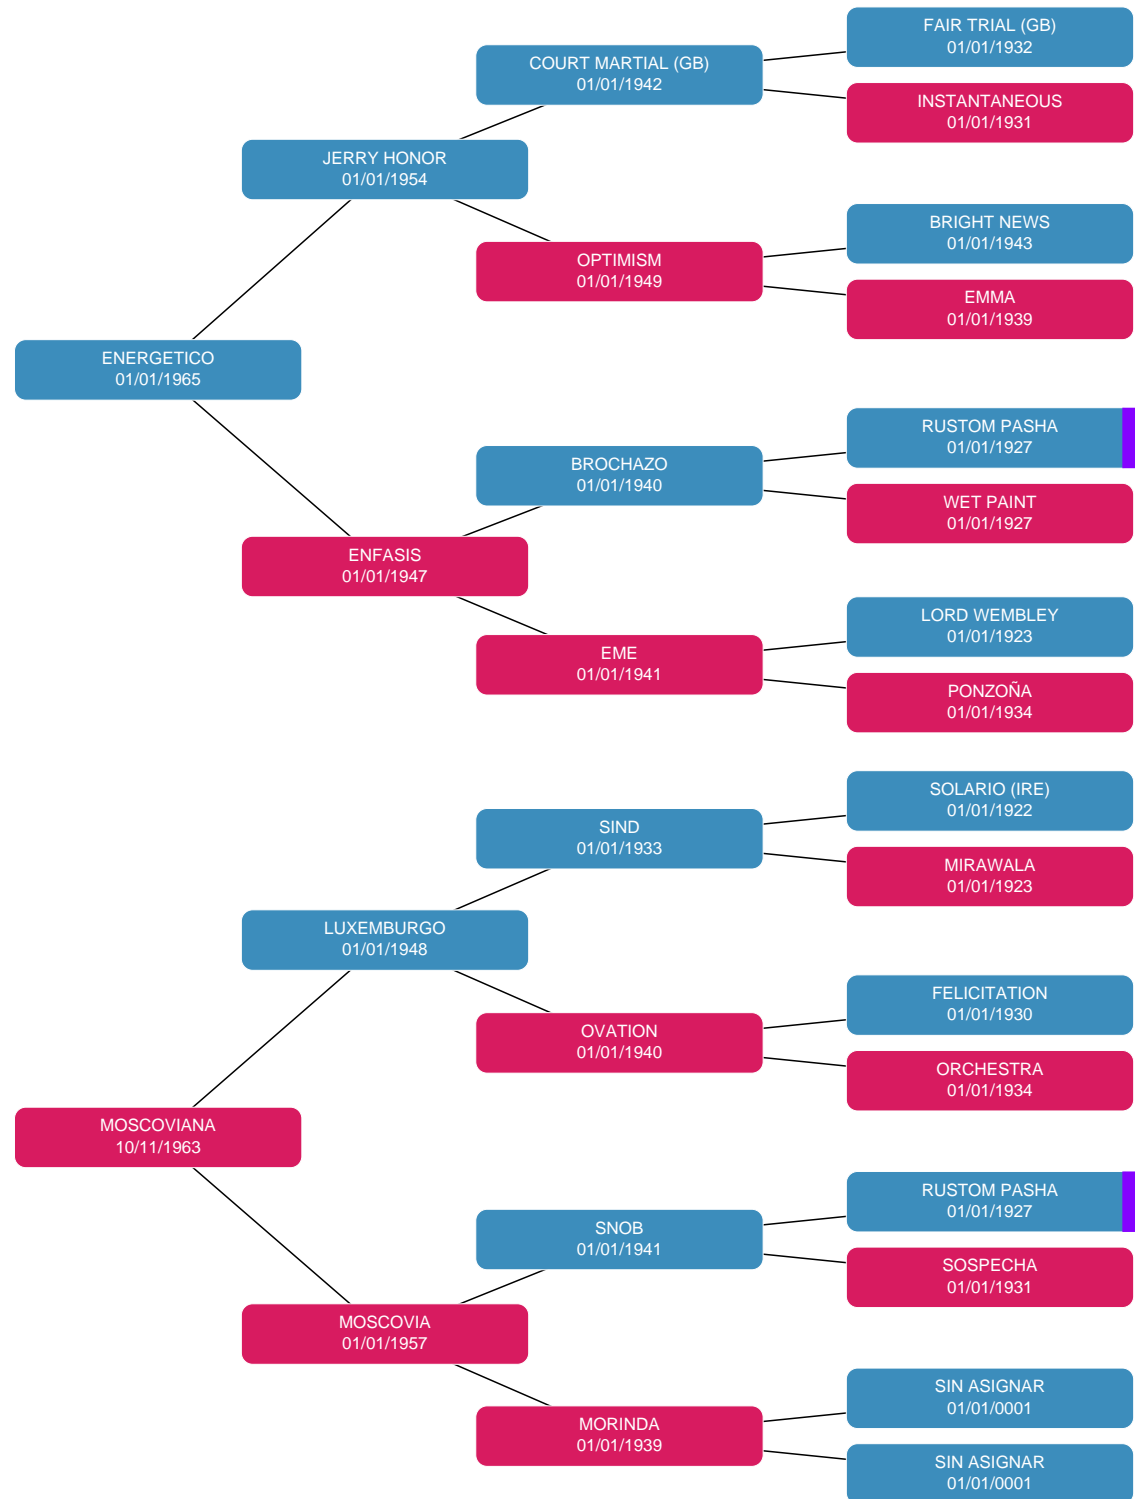 FAIR TRIAL (GB)
01/01/1932
COURT MARTIAL (GB)
01/01/1942
INSTANTANEOUS
01/01/1931
JERRY HONOR
01/01/1954
BRIGHT NEWS
01/01/1943
OPTIMISM
01/01/1949
EMMA
01/01/1939
ENERGETICO
01/01/1965
RUSTOM PASHA
01/01/1927
BROCHAZO
01/01/1940
WET PAINT
01/01/1927
ENFASIS
01/01/1947
LORD WEMBLEY
01/01/1923
EME
01/01/1941
PONZOÑA
01/01/1934
SOLARIO (IRE)
01/01/1922
SIND
01/01/1933
MIRAWALA
01/01/1923
LUXEMBURGO
01/01/1948
FELICITATION
01/01/1930
OVATION
01/01/1940
ORCHESTRA
01/01/1934
MOSCOVIANA
10/11/1963
RUSTOM PASHA
01/01/1927
SNOB
01/01/1941
SOSPECHA
01/01/1931
MOSCOVIA
01/01/1957
SIN ASIGNAR
01/01/0001
MORINDA
01/01/1939
SIN ASIGNAR
01/01/0001